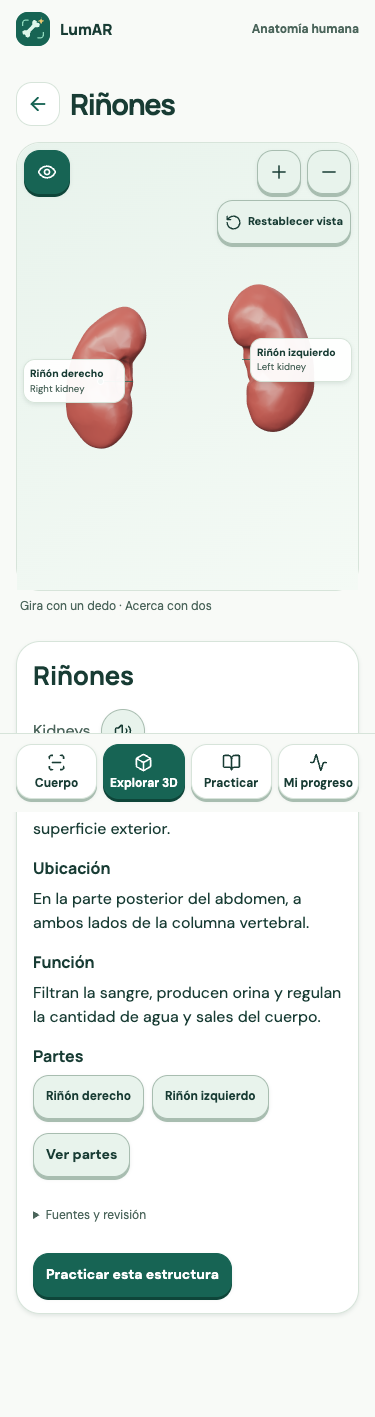 LumAR
Anatomía humana
Riñones
Restablecer vista
Riñón derecho
Right kidney
Riñón izquierdo
Left kidney
Gira con un dedo · Acerca con dos
Riñones
Kidneys
Cuerpo
Explorar 3D
Practicar
Mi progreso
superficie exterior.
Ubicación
En la parte posterior del abdomen, a
ambos lados de la columna vertebral.
Función
Filtran la sangre, producen orina y regulan
la cantidad de agua y sales del cuerpo.
Partes
Riñón derecho
Riñón izquierdo
Ver partes
Fuentes y revisión
Practicar esta estructura